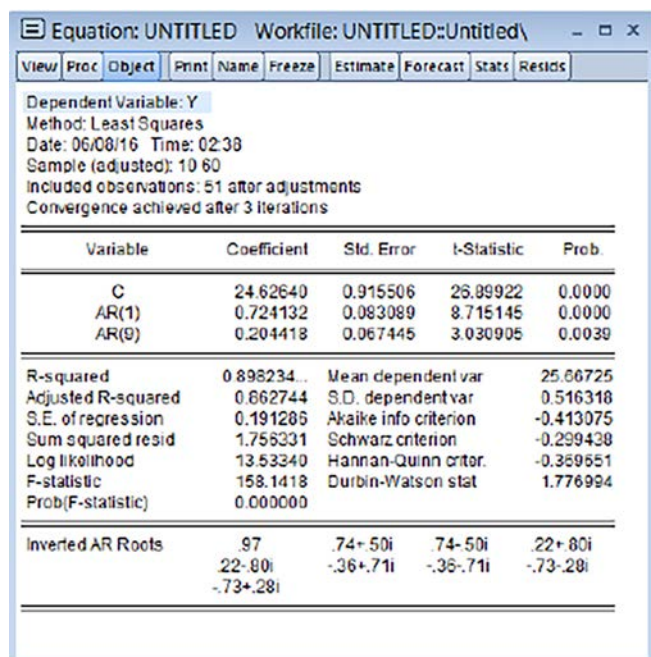 Equation: UNTITLED Workfile: UNTITLED::Untitled\
View Proc Object Print Name Freeze Estimate Forecast Stats Resids
Dependent Variable: Y
Method: Least Squares
Date: 06/08/16 Time: 02:38
Sample (adjusted): 10 60
Included observations: 51 after adjustments
Convergence achieved after 3 iterations
Variable Coefficient Std. Error t-Statistic Prob.
C 24.62640 0.915506 26.89922 0.0000
AR(1) 0.724132 0.083089 8.715145 0.0000
AR(9) 0.204418 0.067445 3.030905 0.0039
R-squared 0.898234... Mean dependent var 25.66725
Adjusted R-squared 0.862744 S.D. dependent var 0.516318
S.E. of regression 0.191286 Akaike info criterion -0.413075
Sum squared resid 1.756331 Schwarz criterion -0.299438
Log likelihood 13.53340 Hannan-Quinn criter. -0.369651
F-statistic 158.1418 Durbin-Watson stat 1.776994
Prob(F-statistic) 0.000000
Inverted AR Roots .97 .74+.50i .74-.50i .22+.80i
.22-.80i -.36+.71i -.36-.71i -.73-.28i
-.73+.28i